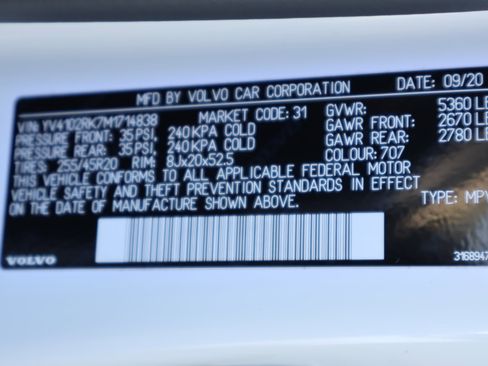 MFD BY VOLVO CAR CORPORATION DATE: 09/20
VIN: YV4102RK7M1714838 MARKET CODE: 31 GVWR: 5360 LB
PRESSURE FRONT: 35 PSI, 240 KPA COLD GAWR FRONT: 2670 LB
PRESSURE REAR: 35 PSI, 240 KPA COLD GAWR REAR: 2780 LB
TIRES: 255/45R20 RIM: 8Jx20x52.5 COLOUR: 707
THIS VEHICLE CONFORMS TO ALL APPLICABLE FEDERAL MOTOR
VEHICLE SAFETY AND THEFT PREVENTION STANDARDS IN EFFECT
ON THE DATE OF MANUFACTURE SHOWN ABOVE. TYPE: MPV
VOLVO 3168947